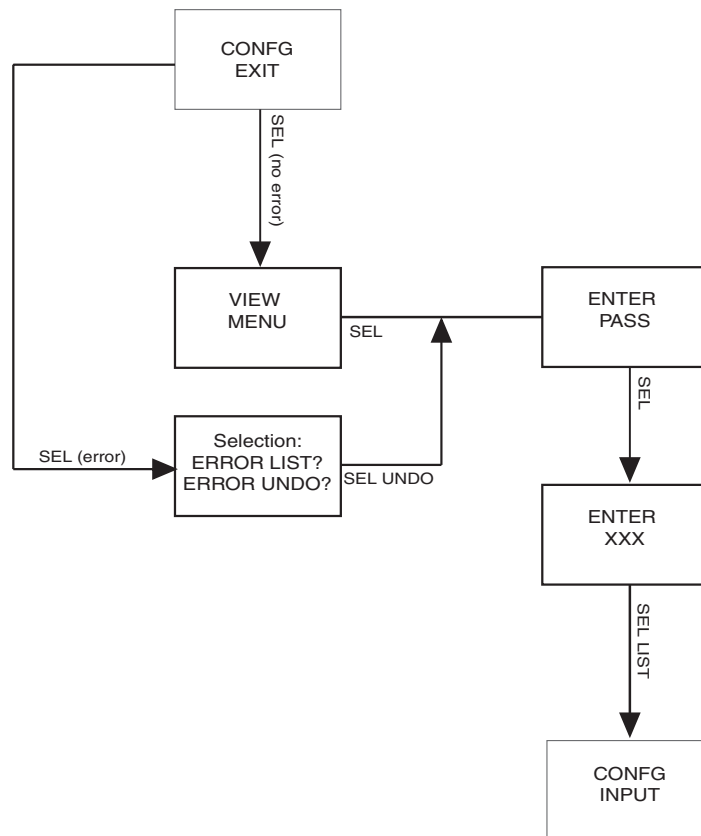 CONFG
EXIT
SEL (no error)
VIEW
MENU
SEL
ENTER
PASS
SEL
SEL (error)
Selection:
ERROR LIST?
ERROR UNDO?
SEL UNDO
ENTER
XXX
SEL LIST
CONFG
INPUT